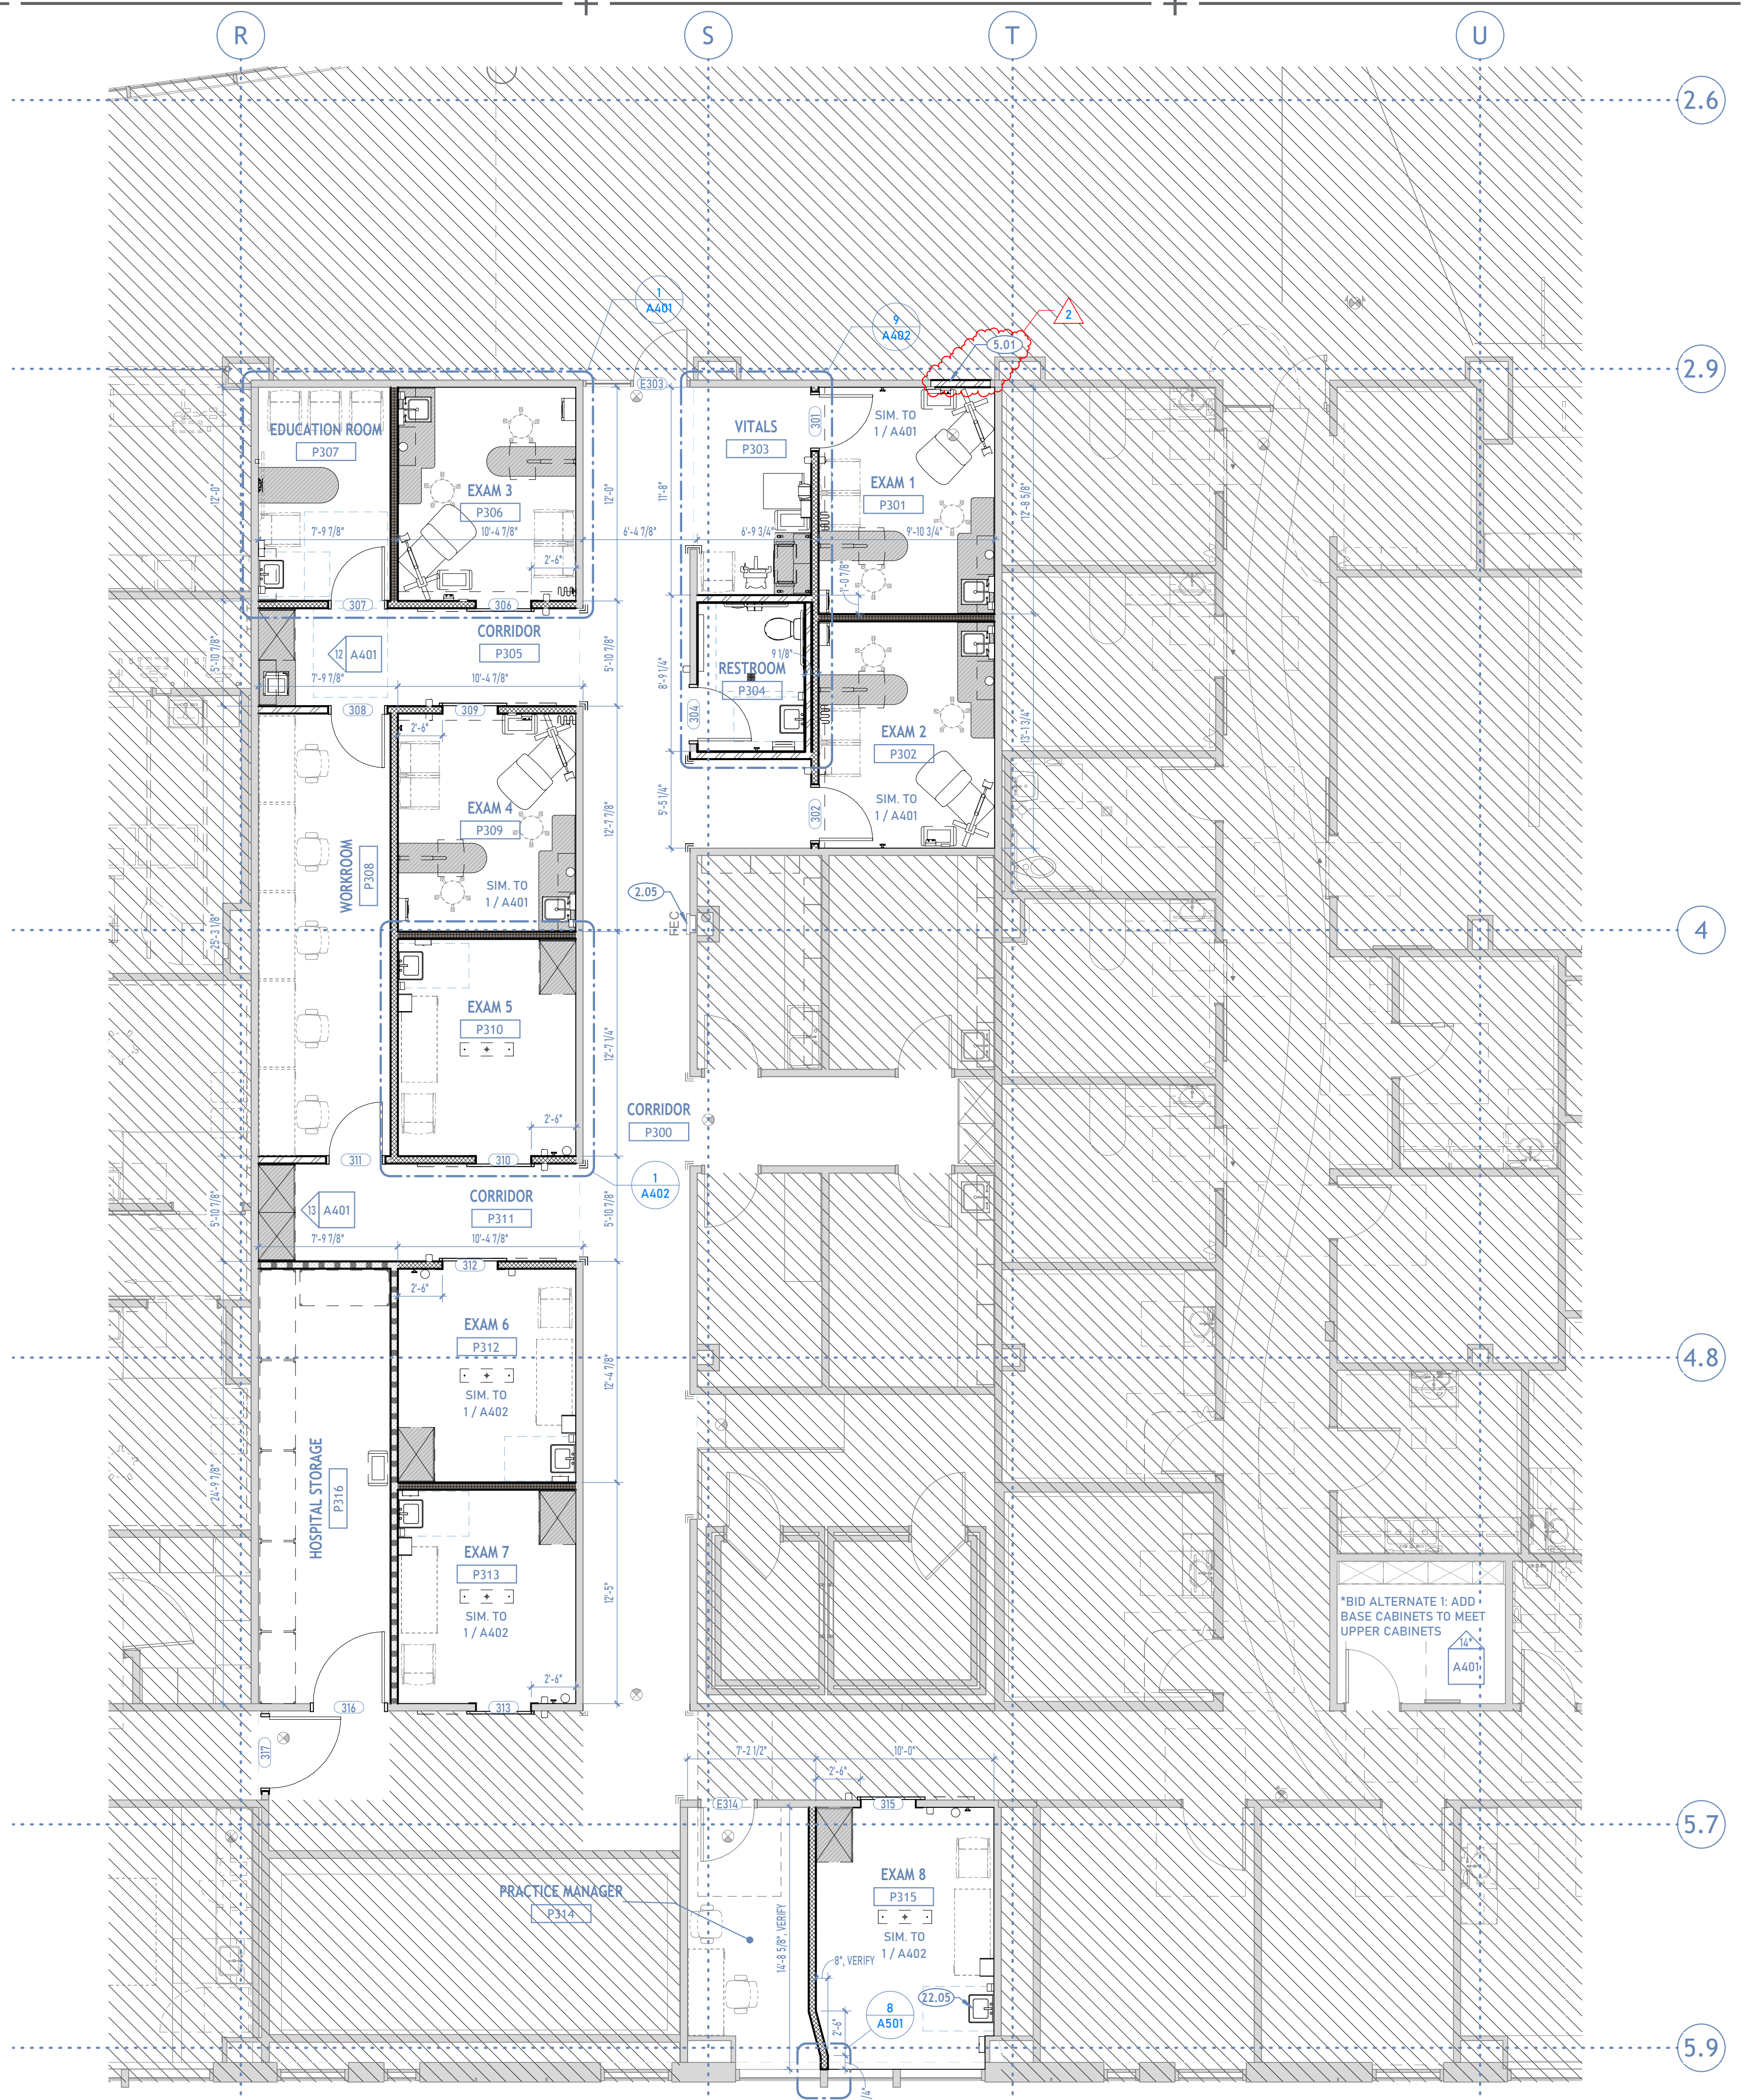 R
S
T
U
2.6
1
A401
9
A402
2
5.01
E303
2.9
EDUCATION ROOM
P307
VITALS
P303
301
SIM. TO
1 / A401
EXAM 3
P306
EXAM 1
P301
12'-0"
12'-0"
11'-8"
12'-8 5/8"
7'-9 7/8"
10'-4 7/8"
6'-4 7/8"
6'-9 3/4"
9'-10 3/4"
2'-6"
1'-0 7/8"
307
306
CORRIDOR
P305
12
A401
5'-10 7/8"
5'-10 7/8"
7'-9 7/8"
10'-4 7/8"
8'-9 1/4"
9 1/8"
RESTROOM
P304
304
308
309
2'-6"
EXAM 2
P302
13'-1 3/4"
SIM. TO
1 / A401
302
5'-5 1/4"
EXAM 4
P309
12'-7 7/8"
WORKROOM
P308
SIM. TO
1 / A401
2.05
FEC
25'-3 1/8"
4
EXAM 5
P310
12'-7 1/4"
2'-6"
CORRIDOR
P300
311
310
1
A402
CORRIDOR
P311
13
A401
5'-10 7/8"
5'-10 7/8"
7'-9 7/8"
10'-4 7/8"
312
2'-6"
EXAM 6
P312
SIM. TO
1 / A402
12'-4 7/8"
4.8
HOSPITAL STORAGE
P316
24'-9 7/8"
EXAM 7
P313
SIM. TO
1 / A402
12'-5"
2'-6"
*BID ALTERNATE 1: ADD
BASE CABINETS TO MEET
UPPER CABINETS
14*
A401
316
313
317
7'-2 1/2"
10'-0"
2'-6"
E314
315
5.7
EXAM 8
P315
SIM. TO
1 / A402
PRACTICE MANAGER
P314
14'-8 5/8", VERIFY
8", VERIFY
22.05
8
A501
2'-6"
5.9